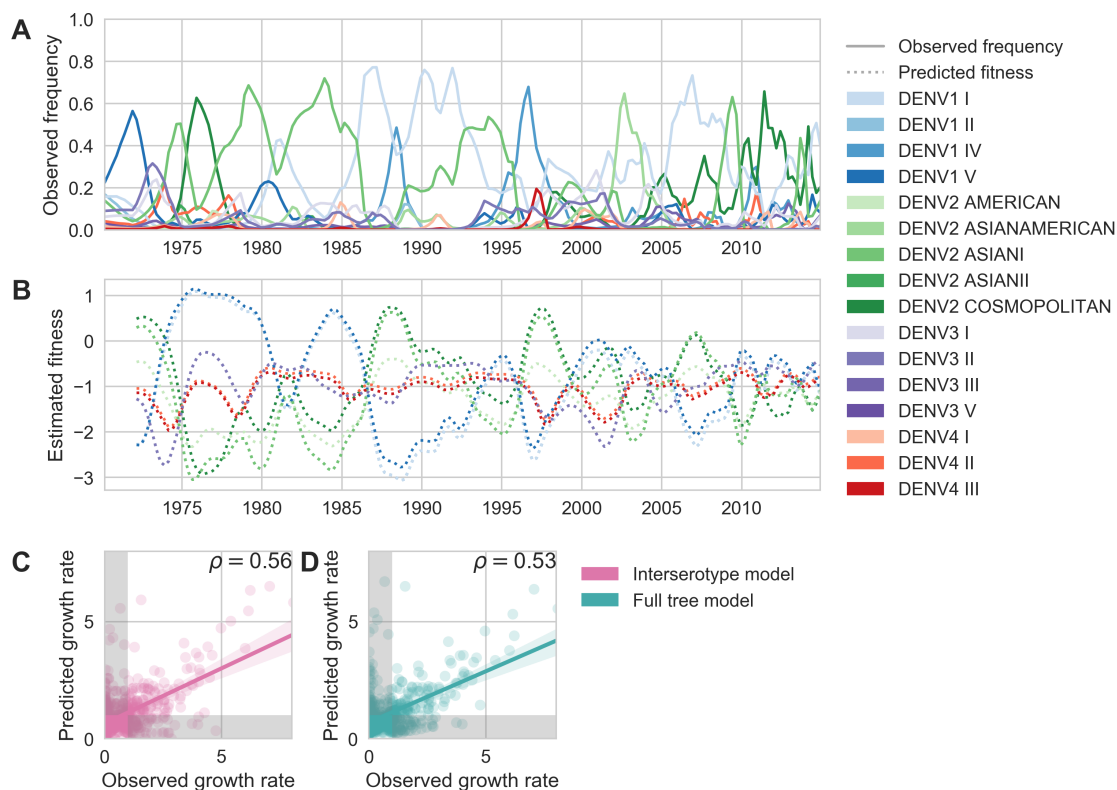 A
Observed frequency
1.0
0.8
0.6
0.4
0.2
0.0
1975
1980
1985
1990
1995
2000
2005
2010
Observed frequency
Predicted fitness
DENV1 I
DENV1 II
DENV1 IV
DENV1 V
DENV2 AMERICAN
DENV2 ASIANAMERICAN
DENV2 ASIANI
DENV2 ASIANII
DENV2 COSMOPOLITAN
DENV3 I
DENV3 II
DENV3 III
DENV3 V
DENV4 I
DENV4 II
DENV4 III
B
Estimated fitness
1
0
−1
−2
−3
1975
1980
1985
1990
1995
2000
2005
2010
C
Predicted growth rate
ρ = 0.56
5
0
0
5
Observed growth rate
D
Predicted growth rate
ρ = 0.53
5
0
0
5
Observed growth rate
Interserotype model
Full tree model